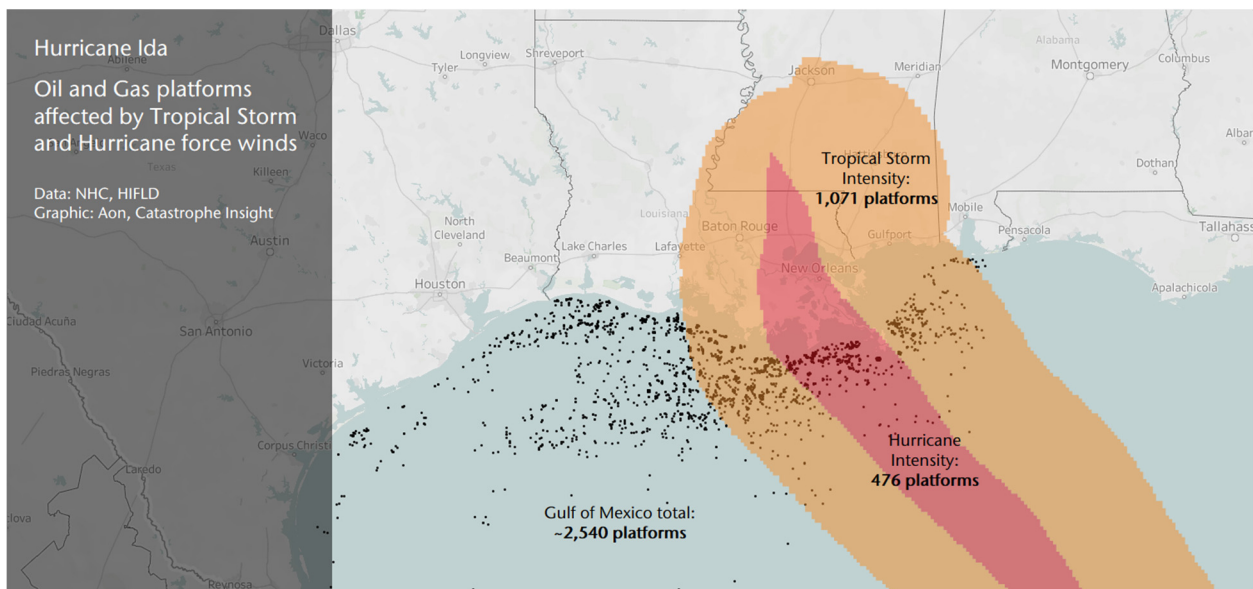 Hurricane Ida
Oil and Gas platforms
affected by Tropical Storm
and Hurricane force winds
Data: NHC, HIFLD
Graphic: Aon, Catastrophe Insight
Dallas
Abilene
Longview
Tyler
Shreveport
Waco
Texas
Killeen
Austin
North
Cleveland
Beaumont
Houston
San Antonio
Ciudad Acuña
Piedras Negras
Victoria
Corpus Christ
Laredo
Reynosa
Louisiana
Lake Charles
Lafayette
Baton Rouge
New Orleans
Gulfport
Jackson
Meridian
Alabama
Montgomery
Columbus
Dothan
Mobile
Pensacola
Tallahass
Apalachicola
Alba
Tropical Storm
Intensity:
1,071 platforms
Hurricane
Intensity:
476 platforms
Gulf of Mexico total:
~2,540 platforms